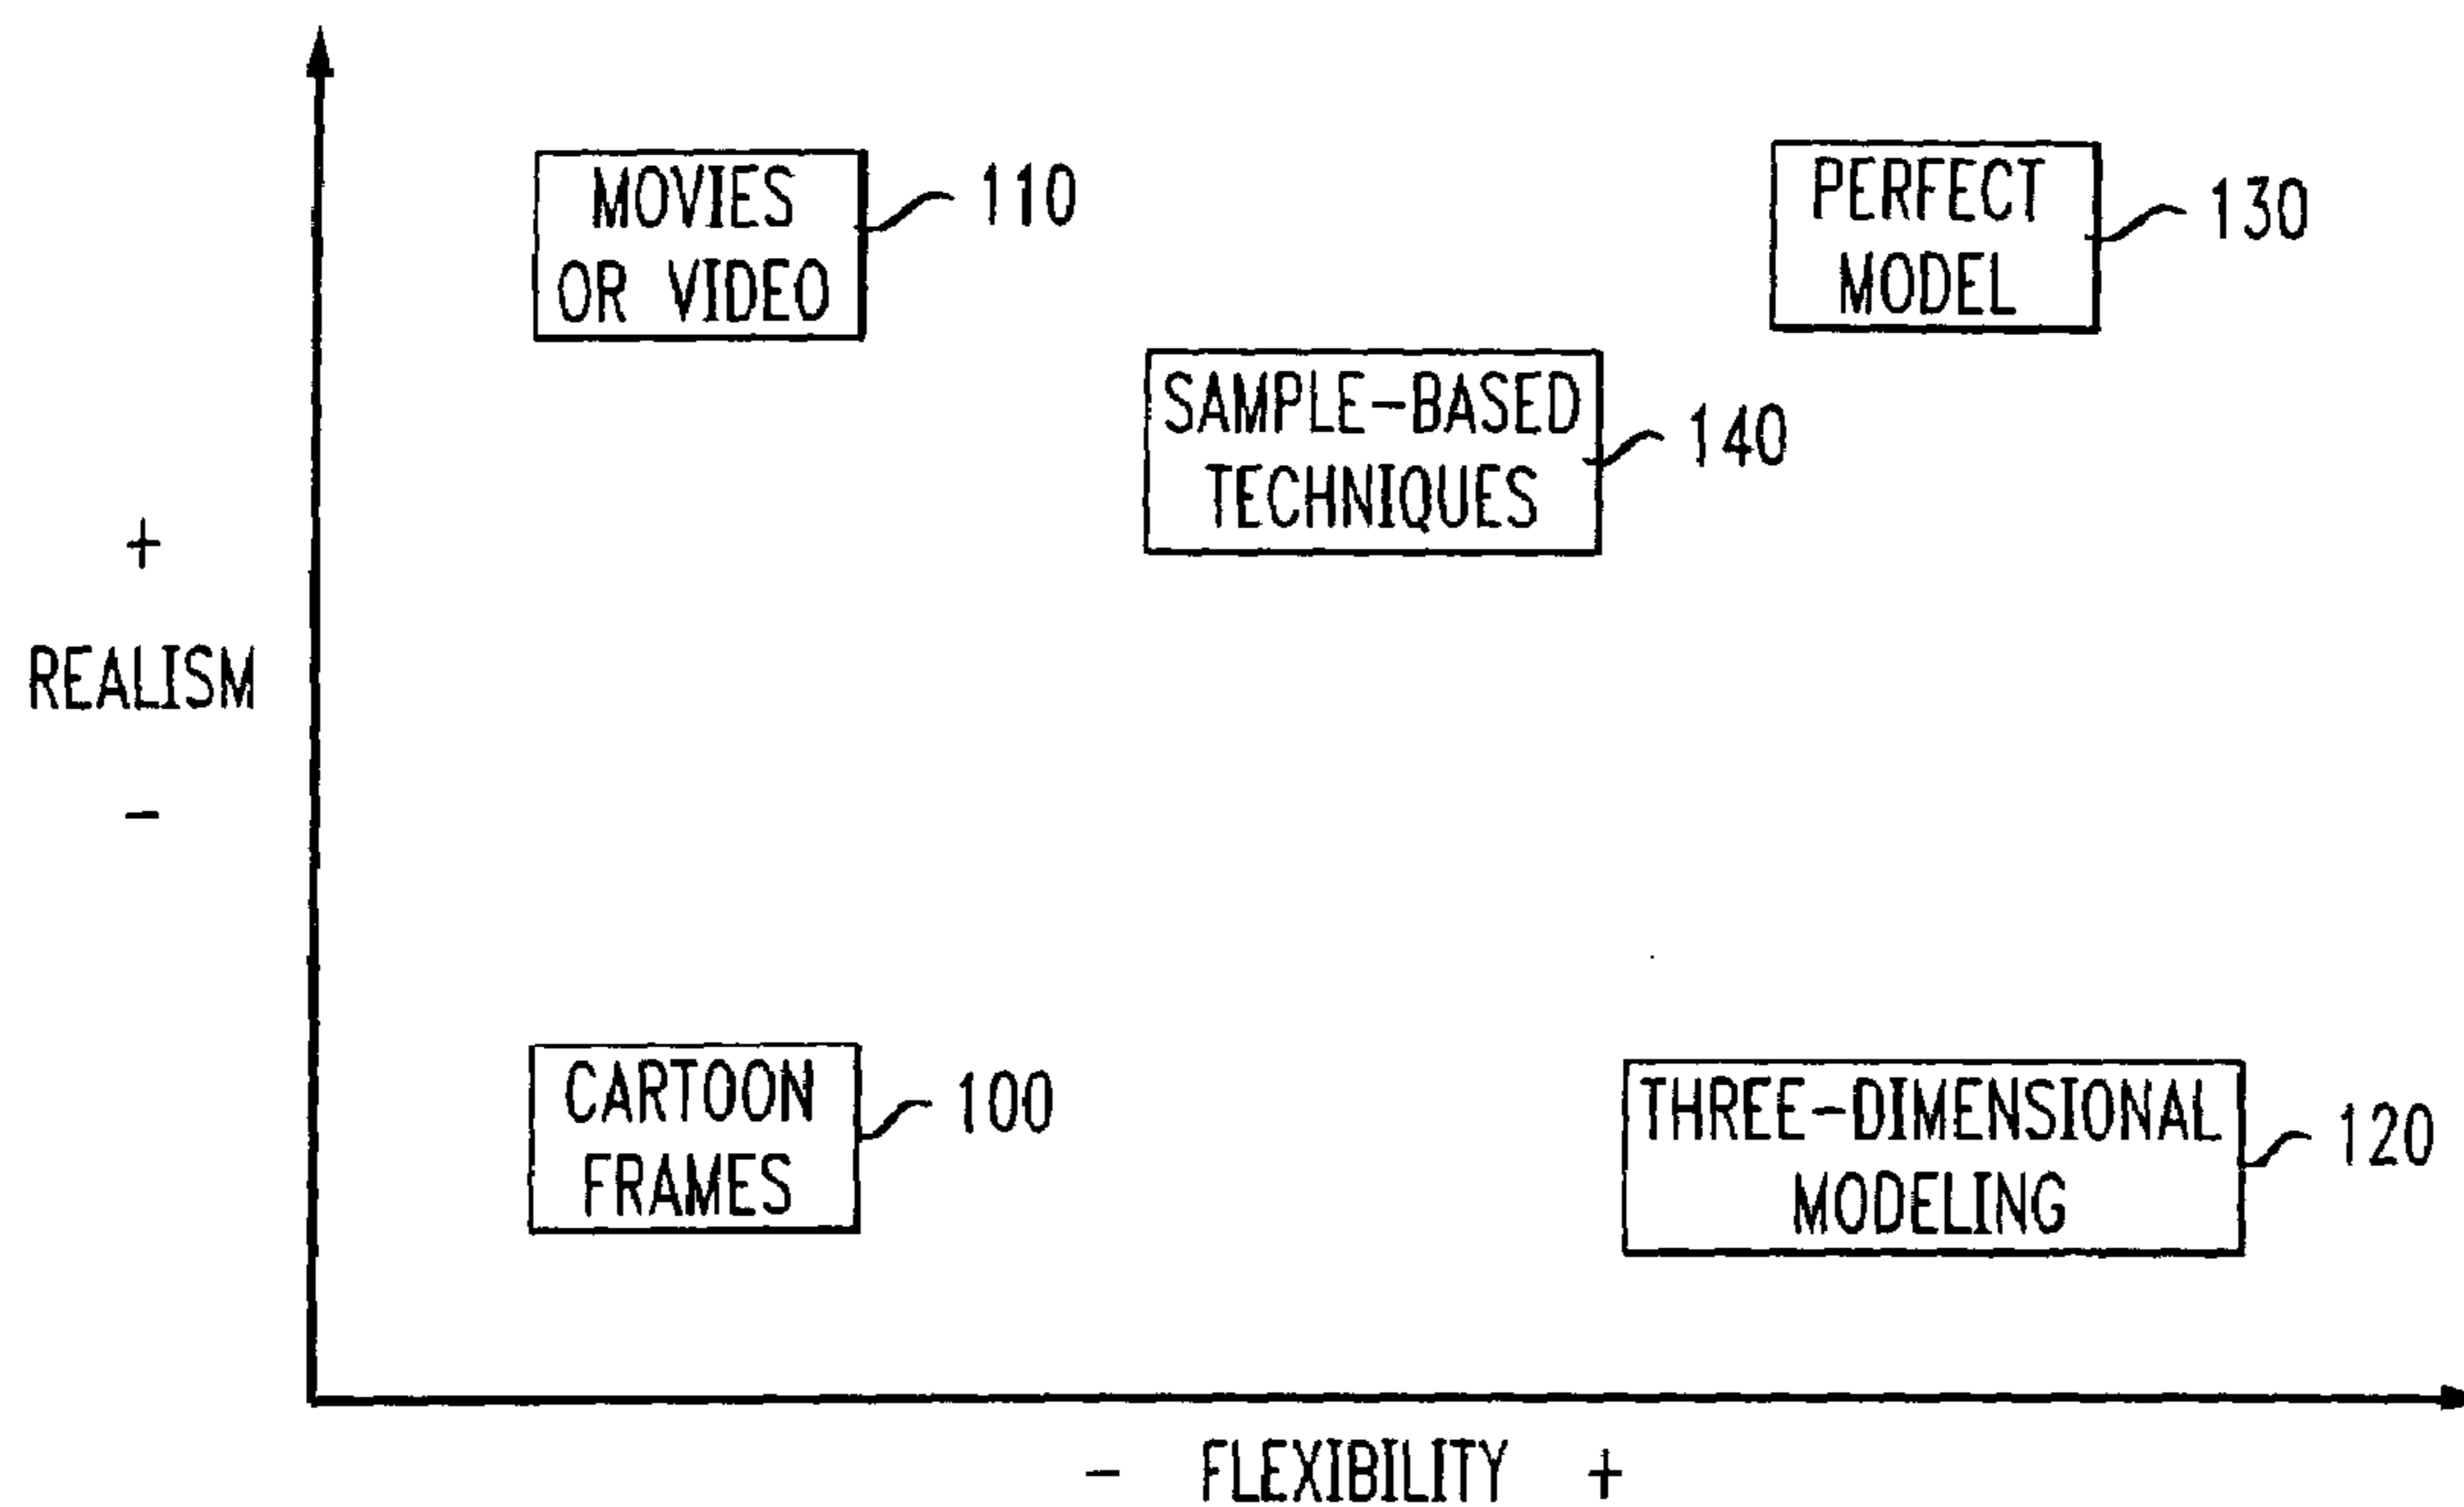 MOVIES
OR VIDEO
110
PERFECT
MODEL
130
SAMPLE-BASED
TECHNIQUES
140
+
REALISM
-
CARTOON
FRAMES
100
THREE-DIMENSIONAL
MODELING
120
- FLEXIBILITY +